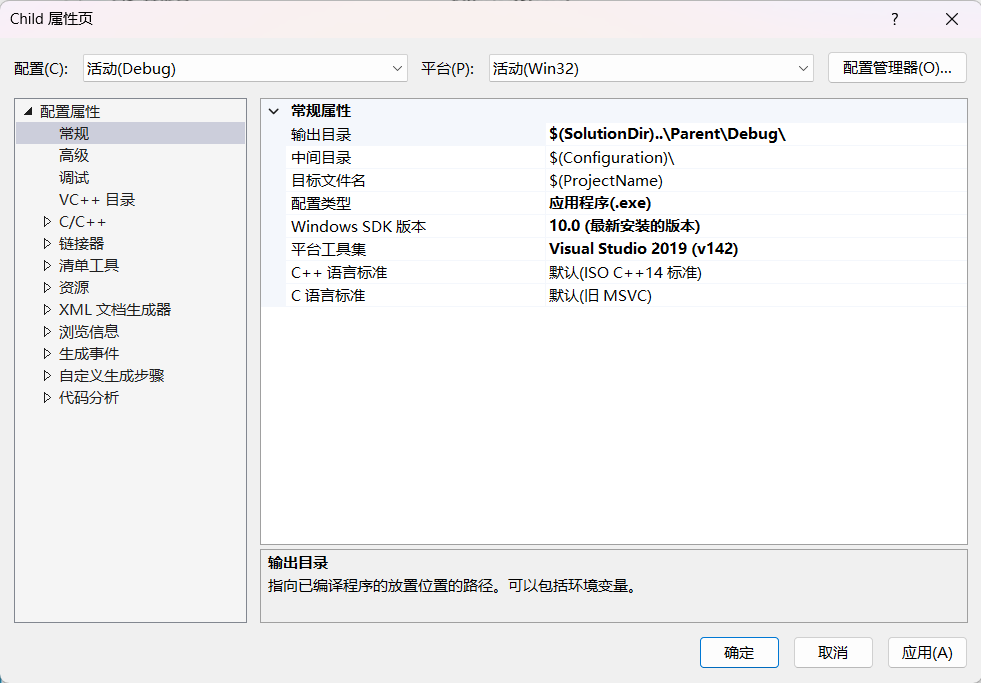 Child 属性页
?
配置(C): 活动(Debug) 平台(P): 活动(Win32) 配置管理器(O)...
配置属性
常规
高级
调试
VC++ 目录
C/C++
链接器
清单工具
资源
XML 文档生成器
浏览信息
生成事件
自定义生成步骤
代码分析
常规属性
输出目录 $(SolutionDir)..\Parent\Debug\
中间目录 $(Configuration)\
目标文件名 $(ProjectName)
配置类型 应用程序(.exe)
Windows SDK 版本 10.0 (最新安装的版本)
平台工具集 Visual Studio 2019 (v142)
C++ 语言标准 默认(ISO C++14 标准)
C 语言标准 默认(旧 MSVC)
输出目录
指向已编译程序的放置位置的路径。可以包括环境变量。
确定 取消 应用(A)